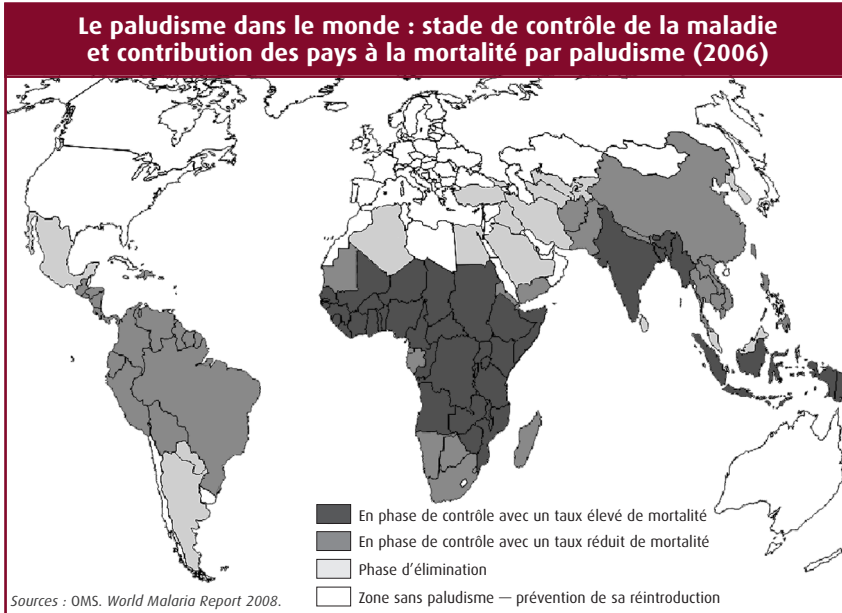 Le paludisme dans le monde : stade de contrôle de la maladie
et contribution des pays à la mortalité par paludisme (2006)
En phase de contrôle avec un taux élevé de mortalité
En phase de contrôle avec un taux réduit de mortalité
Phase d'élimination
Zone sans paludisme — prévention de sa réintroduction
Sources : OMS. World Malaria Report 2008.